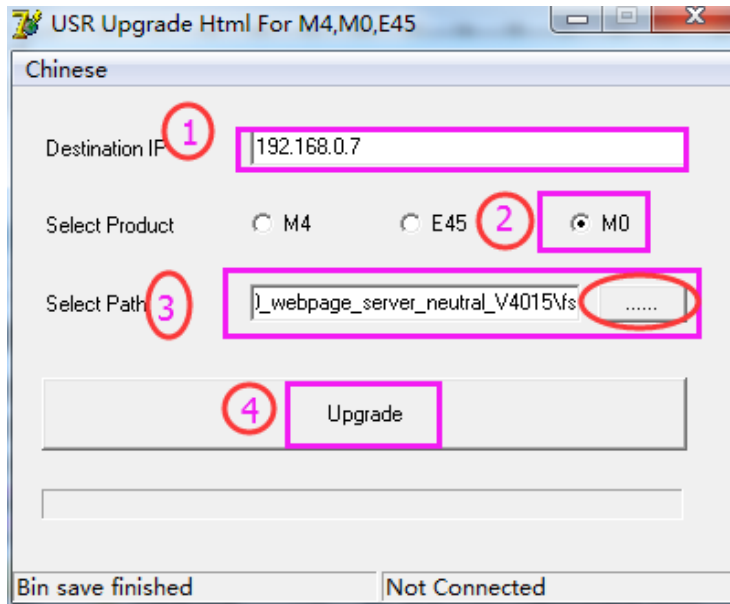 USR Upgrade Html For M4,M0,E45
Chinese
Destination IP 1 192.168.0.7
Select Product M4 E45 2 M0
Select Path 3 )_webpage_server_neutral_V4015\fs ......
4 Upgrade
Bin save finished Not Connected